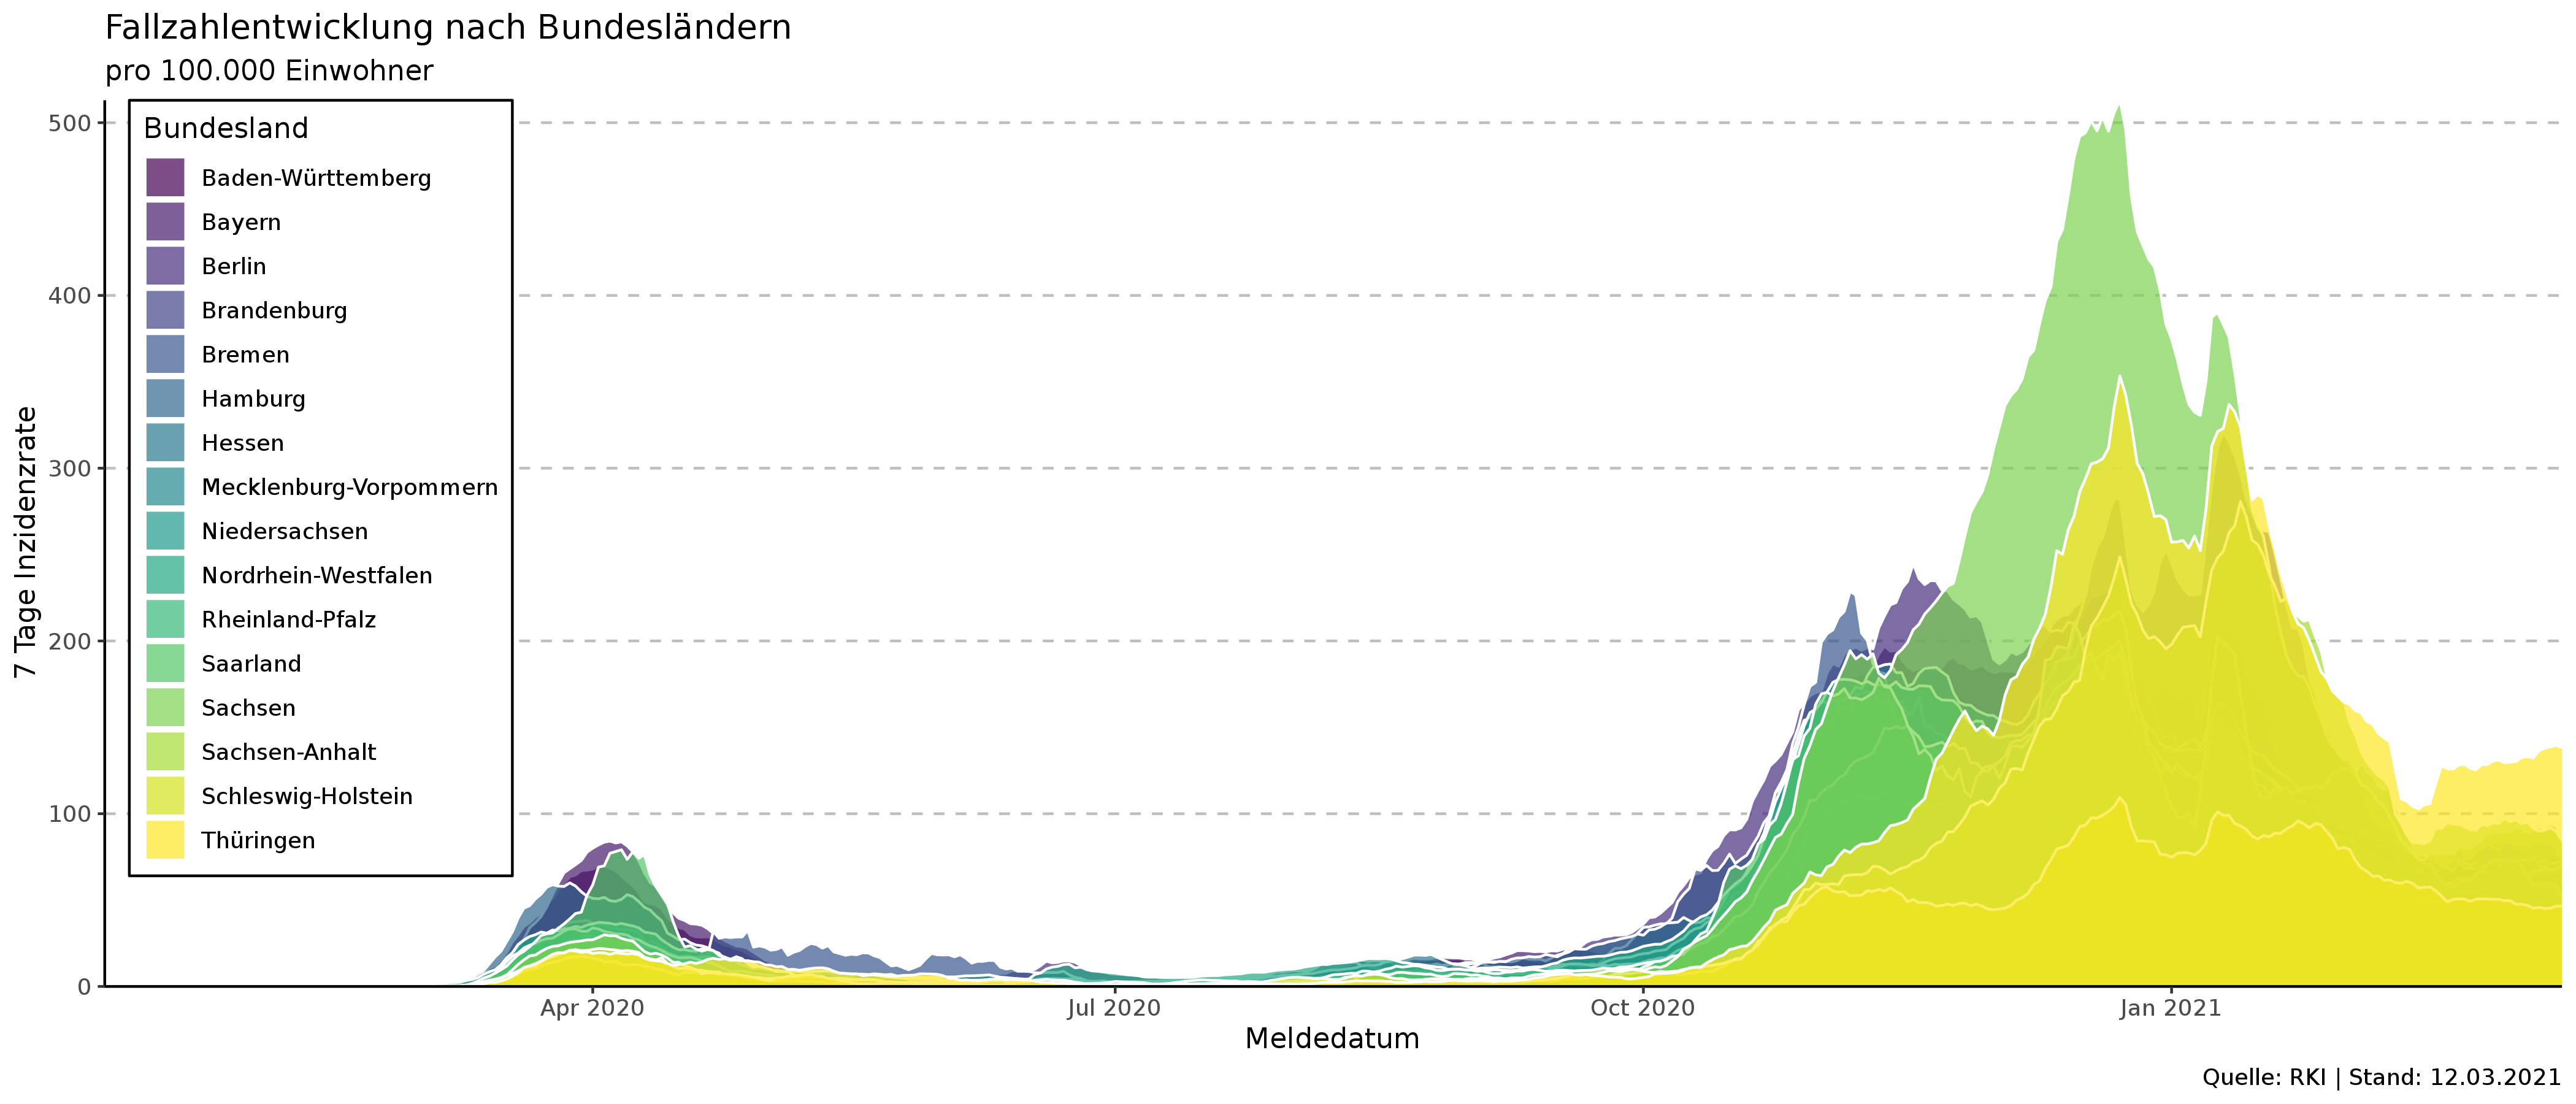 Fallzahlentwicklung nach Bundesländern
pro 100.000 Einwohner
7 Tage Inzidenzrate
500
400
300
200
100
0
Bundesland
Baden-Württemberg
Bayern
Berlin
Brandenburg
Bremen
Hamburg
Hessen
Mecklenburg-Vorpommern
Niedersachsen
Nordrhein-Westfalen
Rheinland-Pfalz
Saarland
Sachsen
Sachsen-Anhalt
Schleswig-Holstein
Thüringen
Apr 2020
Jul 2020
Oct 2020
Jan 2021
Meldedatum
Quelle: RKI | Stand: 12.03.2021